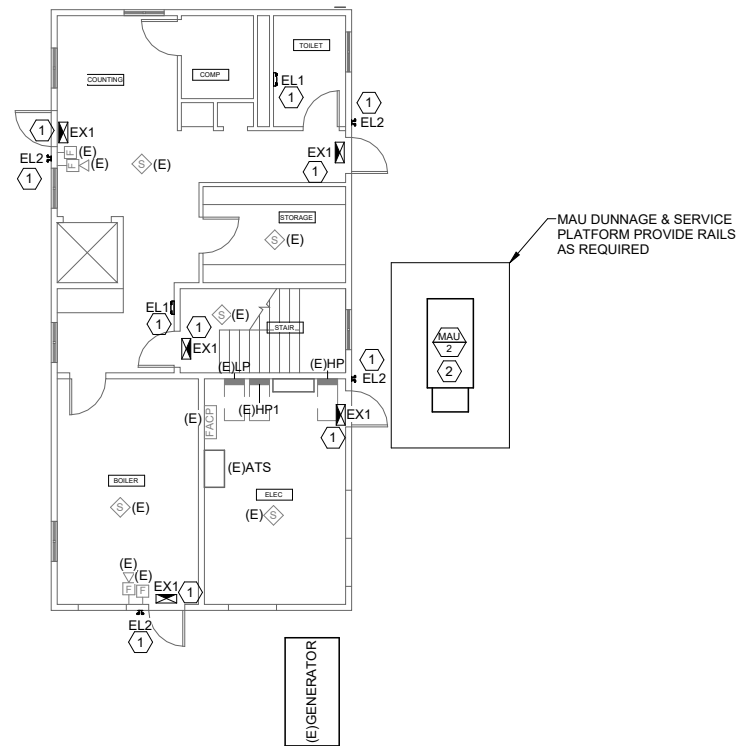 TOILET
COUNTING
COMP
EL1
1
1
EL2
1
EX1
EX1
1
EL2
1
F
(E)
F
(E)
S
(E)
STORAGE
S
(E)
MAU DUNNAGE & SERVICE
PLATFORM PROVIDE RAILS
AS REQUIRED
EL1
1
S
(E)
1
STAIR
EX1
MAU
2
2
1
EL2
(E)LP
(E)HP
(E)HP1
EX1
1
(E)
FACP
(E)ATS
BOILER
ELEC
S
(E)
(E)
S
(E)
(E)
F
F
EX1
1
EL2
1
(E)GENERATOR